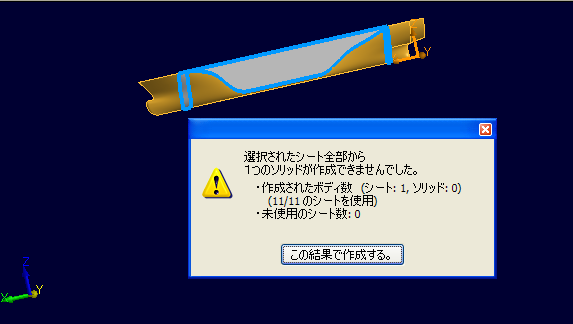 Y
選択されたシート全部から
1つのソリッドが作成できませんでした。
・作成されたボディ数 (シート: 1, ソリッド: 0)
(11/11 のシートを使用)
・未使用のシート数: 0
この結果で作成する。
Z
X Y